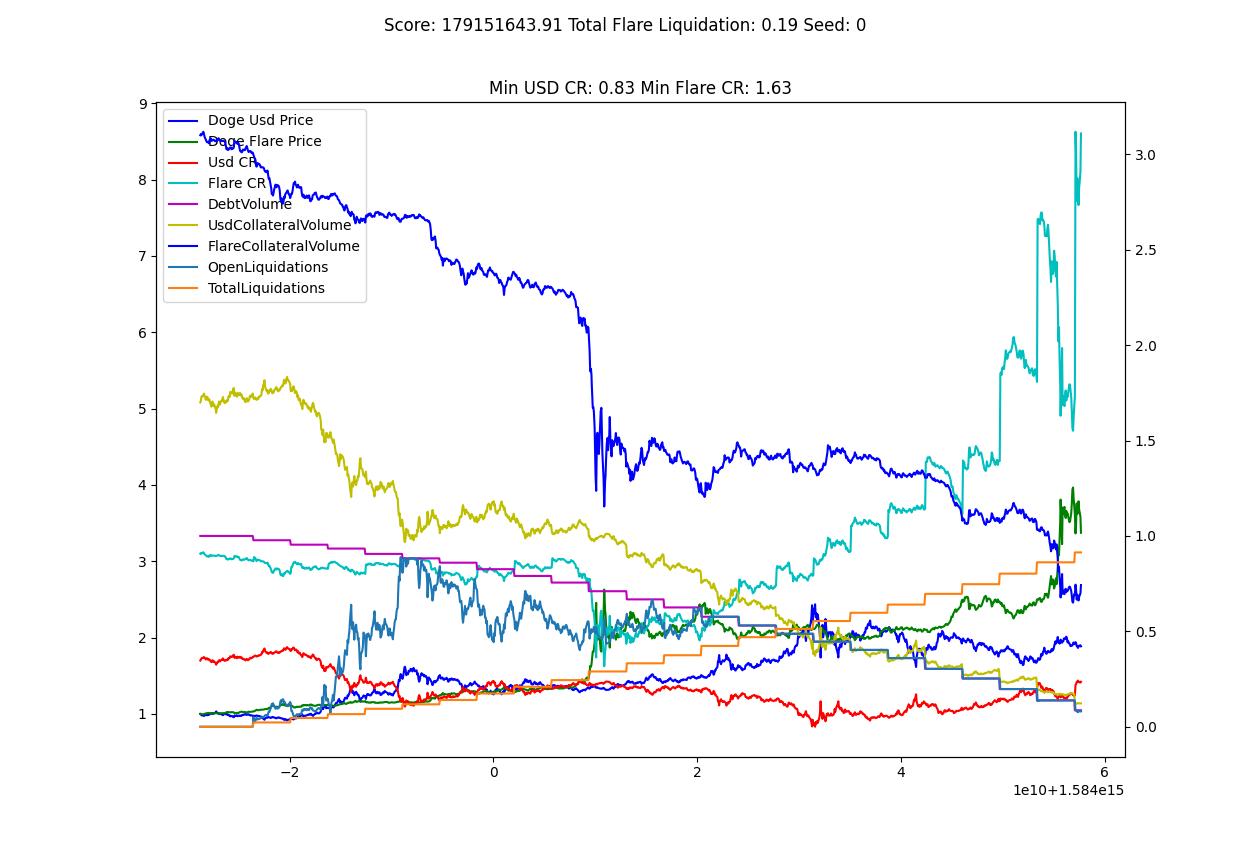 Score: 179151643.91 Total Flare Liquidation: 0.19 Seed: 0
Min USD CR: 0.83 Min Flare CR: 1.63
9
8
7
6
5
4
3
2
1
Doge Usd Price
Doge Flare Price
Usd CR
Flare CR
DebtVolume
UsdCollateralVolume
FlareCollateralVolume
OpenLiquidations
TotalLiquidations
3.0
2.5
2.0
1.5
1.0
0.5
0.0
−2 0 2 4 6
1e10+1.584e15